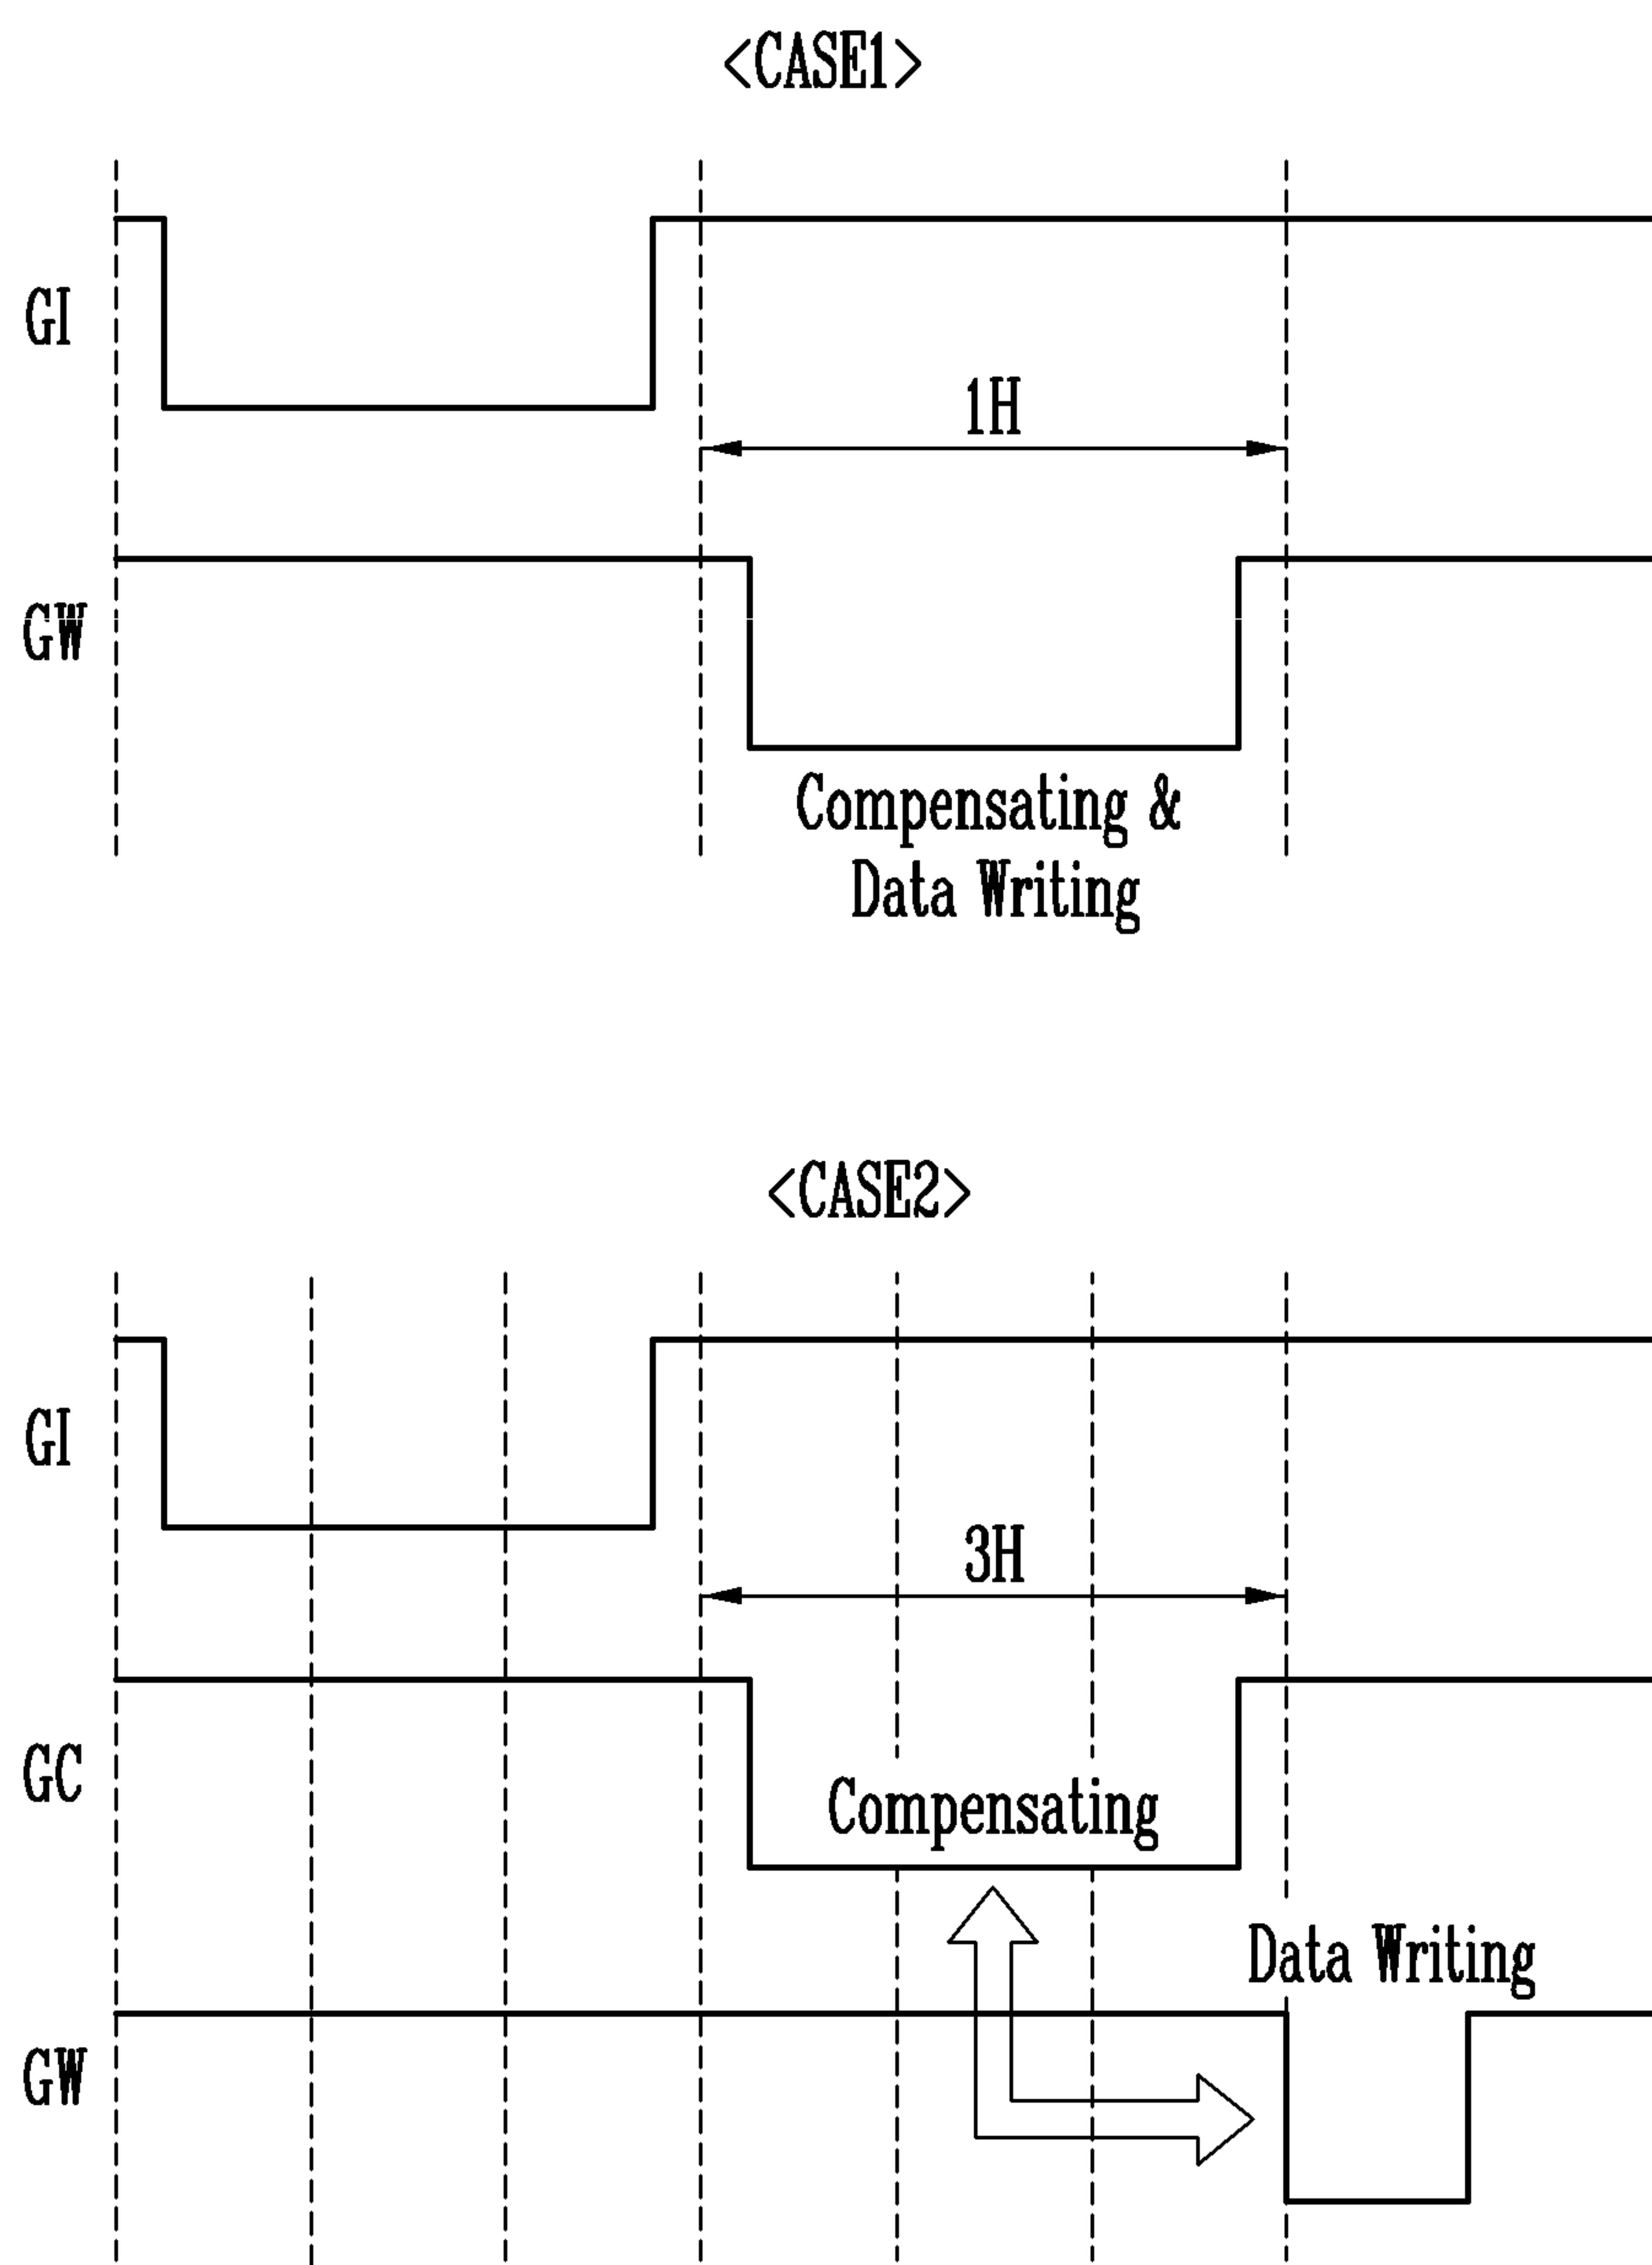 <CASE1>
GI
1H
GW
Compensating &
Data Writing
<CASE2>
GI
3H
GC
Compensating
Data Writing
GW